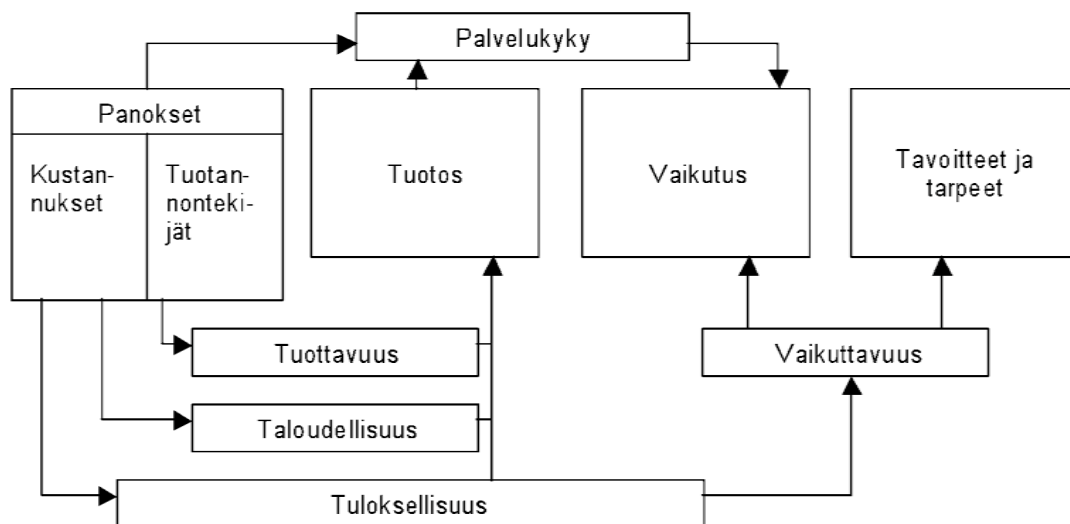 Palvelukyky
Panokset
Kustan-
nukset
Tuotan-
nonteki-
jät
Tuotos
Vaikutus
Tavoitteet ja
tarpeet
Tuottavuus
Vaikuttavuus
Taloudellisuus
Tuloksellisuus